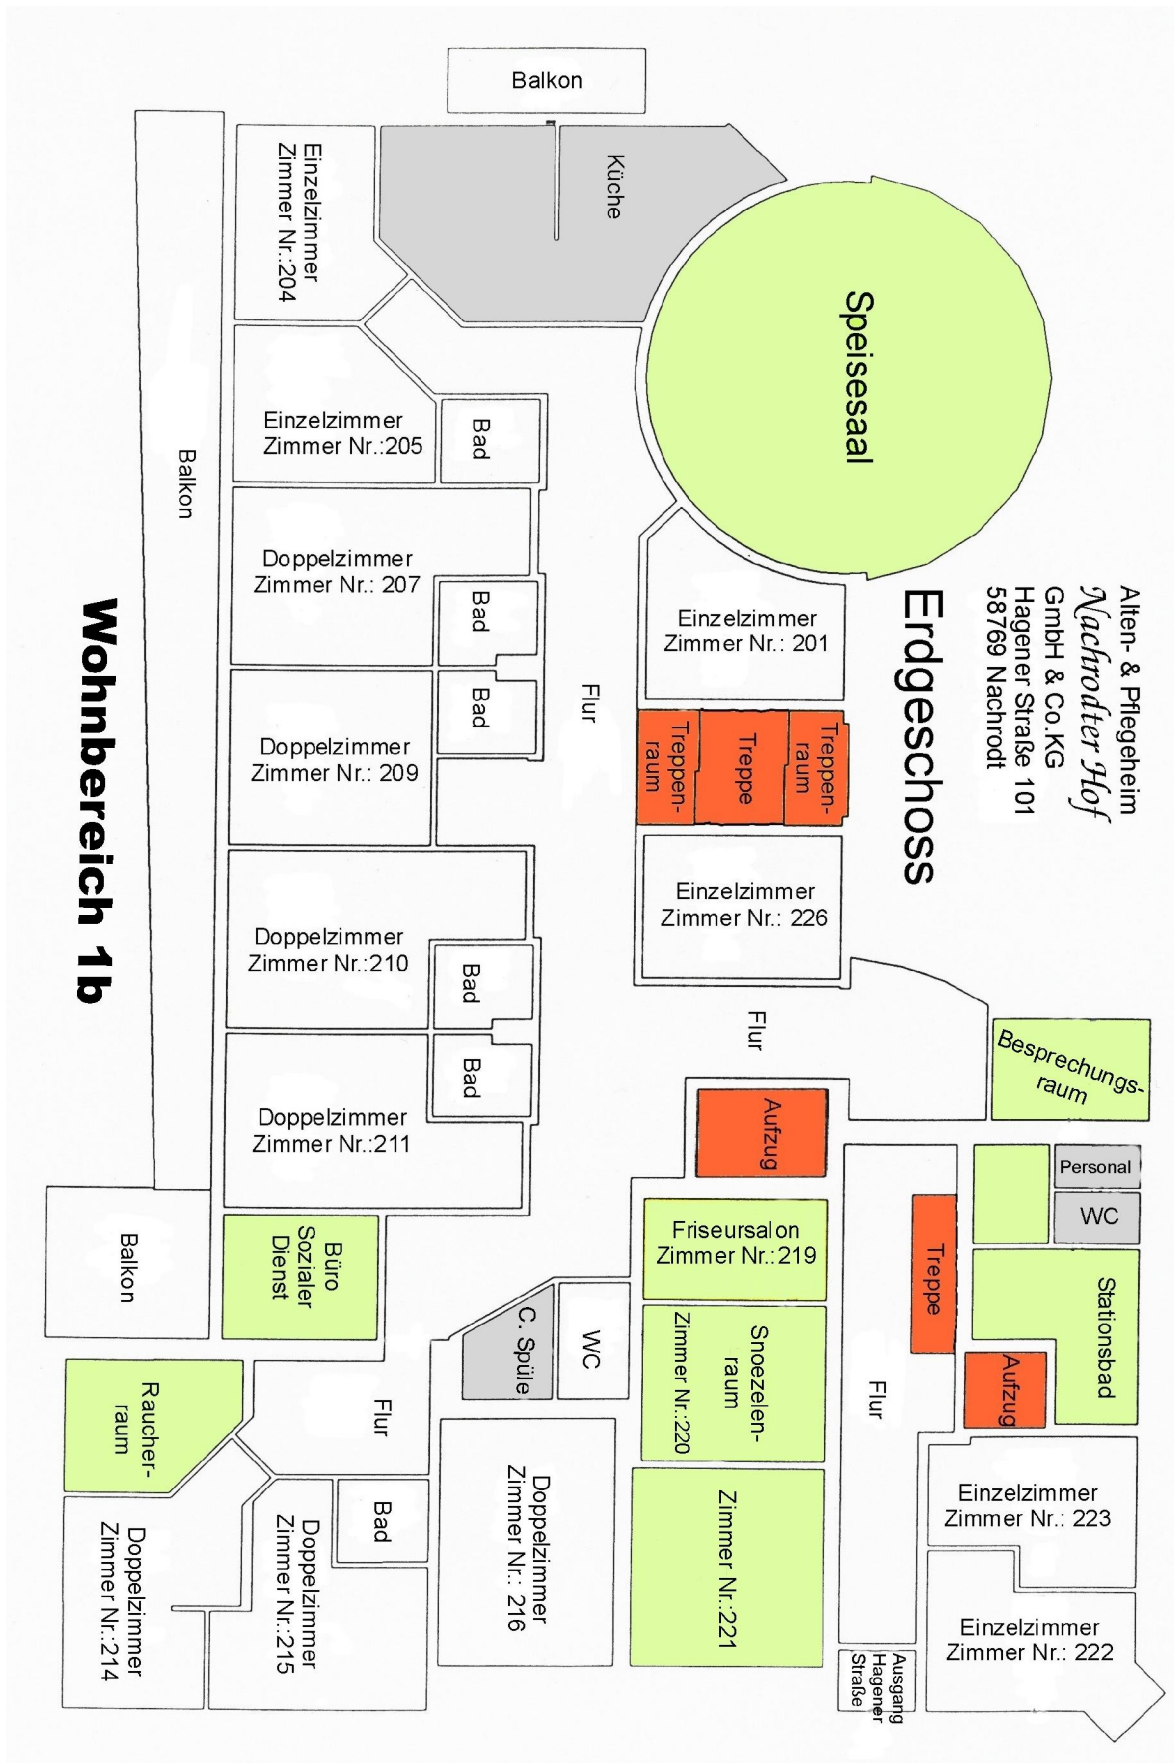 Balkon
Küche
Einzelzimmer
Zimmer Nr.:204
Speisesaal
Einzelzimmer
Zimmer Nr.:205
Bad
Balkon
Doppelzimmer
Zimmer Nr.: 207
Bad
Alten- & Pflegeheim
Nachrodter Hof
GmbH & Co.KG
Hagener Straße 101
58769 Nachrodt
Erdgeschoss
Wohnbereich 1b
Einzelzimmer
Zimmer Nr.: 201
Bad
Flur
Doppelzimmer
Zimmer Nr.: 209
Treppen-
raum
Treppe
Treppen-
raum
Einzelzimmer
Zimmer Nr.: 226
Doppelzimmer
Zimmer Nr.:210
Bad
Flur
Besprechungs-
raum
Bad
Doppelzimmer
Zimmer Nr.:211
Aufzug
Personal
WC
Balkon
Büro
Sozialer
Dienst
Friseursalon
Zimmer Nr.:219
Treppe
Stationsbad
C. Spüle
WC
Snoezelen-
raum
Zimmer Nr.:220
Aufzug
Flur
Raucher-
raum
Flur
Bad
Doppelzimmer
Zimmer Nr.: 216
Zimmer Nr.:221
Einzelzimmer
Zimmer Nr.: 223
Doppelzimmer
Zimmer Nr.:214
Doppelzimmer
Zimmer Nr.:215
Einzelzimmer
Zimmer Nr.: 222
Ausgang
Hagener
Straße